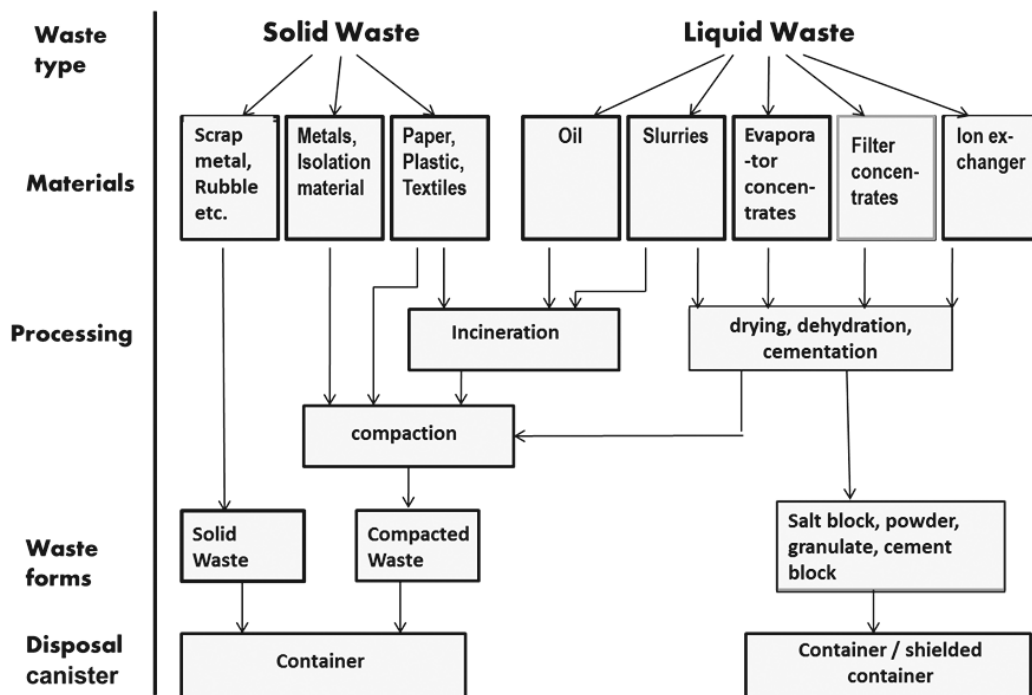 Waste
type
Solid Waste
Liquid Waste
Materials
Scrap
metal,
Rubble
etc.
Metals,
Isolation
material
Paper,
Plastic,
Textiles
Oil
Slurries
Evapora
-tor
concen-
trates
Filter
concen-
trates
Ion ex-
changer
Processing
Incineration
drying, dehydration,
cementation
compaction
Waste
forms
Solid
Waste
Compacted
Waste
Salt block, powder,
granulate, cement
block
Disposal
canister
Container
Container / shielded
container